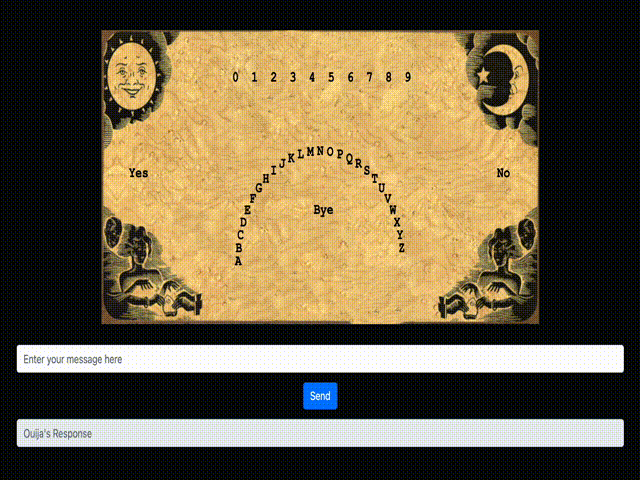 0 1 2 3 4 5 6 7 8 9
A B C D E F G H I J K L M N O P Q R S T U V W X Y Z
Yes
No
Bye
Enter your message here
Send
Ouija's Response